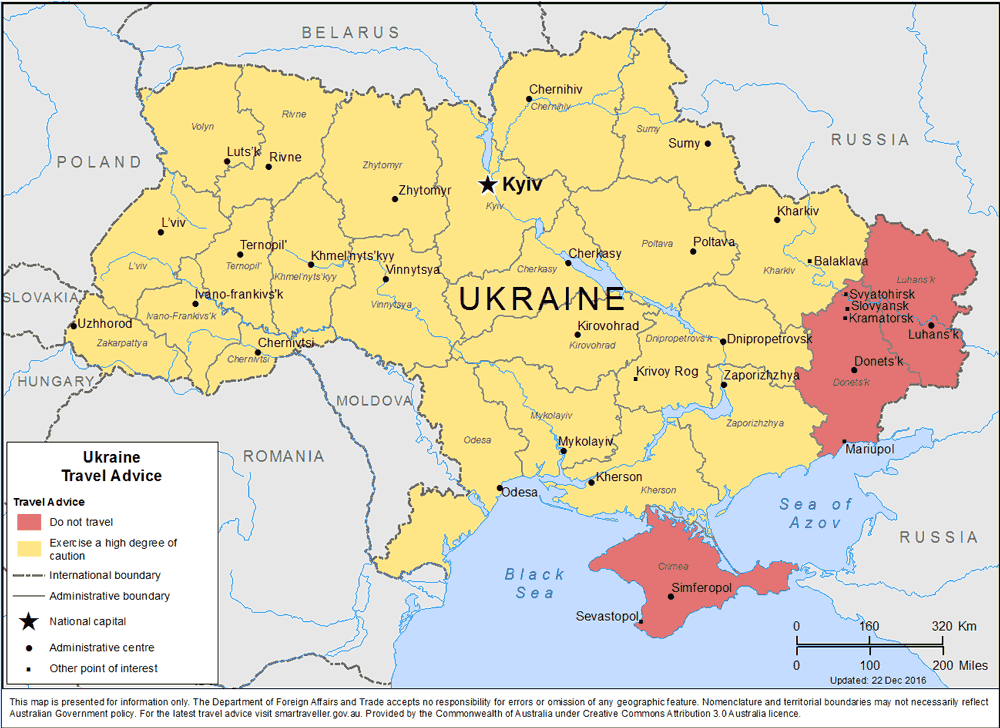 BELARUS
Chernihiv
Chernihiv
Volyn
Rivne
Sumy
RUSSIA
Sumy
POLAND
Luts'k
Rivne
Zhytomyr
Zhytomyr
Kyiv
Kyiv
Kharkiv
L'viv
Ternopil'
Khmel'nyts'kyy
Cherkasy
Poltava
Poltava
Balaklava
L'viv
Ternopil'
Khmel'nyts'kyy
Vinnytsya
Cherkasy
Kharkiv
Luhans'k
SLOVAKIA
Ivano-frankivs'k
Vinnytsya
UKRAINE
Svyatohirsk
Slovyansk
Kramatorsk
Uzhhorod
Ivano-Frankivs'k
Kirovohrad
Luhans'k
Zakarpattya
Chernivtsi
Chernivtsi
Kirovohrad
Dnipropetrovs'k
Dnipropetrovsk
Donets'k
HUNGARY
Krivoy Rog
Zaporizhzhya
Donets'k
MOLDOVA
Mykolayiv
Zaporizhzhya
Odesa
Mykolayiv
Mariupol
ROMANIA
Kherson
Odesa
Kherson
Sea of
Azov
RUSSIA
Black
Sea
Crimea
Simferopol
Sevastopol
Ukraine
Travel Advice
Travel Advice
Do not travel
Exercise a high degree of
caution
International boundary
Administrative boundary
National capital
Administrative centre
Other point of interest
0 160 320 Km
0 100 200 Miles
Updated: 22 Dec 2016
This map is presented for information only. The Department of Foreign Affairs and Trade accepts no responsibility for errors or omission of any geographic feature. Nomenclature and territorial boundaries may not necessarily reflect
Australian Government policy. For the latest travel advice visit smartraveller.gov.au. Provided by the Commonwealth of Australia under Creative Commons Attribution 3.0 Australia licence.